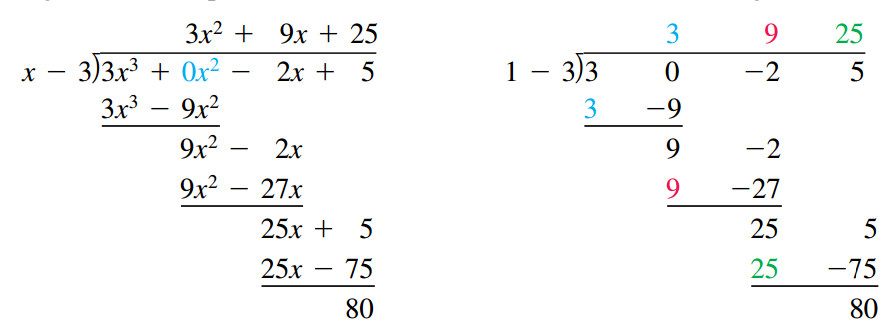 3x² + 9x + 25
x − 3)3x³ + 0x² − 2x + 5
3x³ − 9x²
9x² − 2x
9x² − 27x
25x + 5
25x − 75
80
3 9 25
1 − 3)3 0 −2 5
3 −9
9 −2
9 −27
25 5
25 −75
80